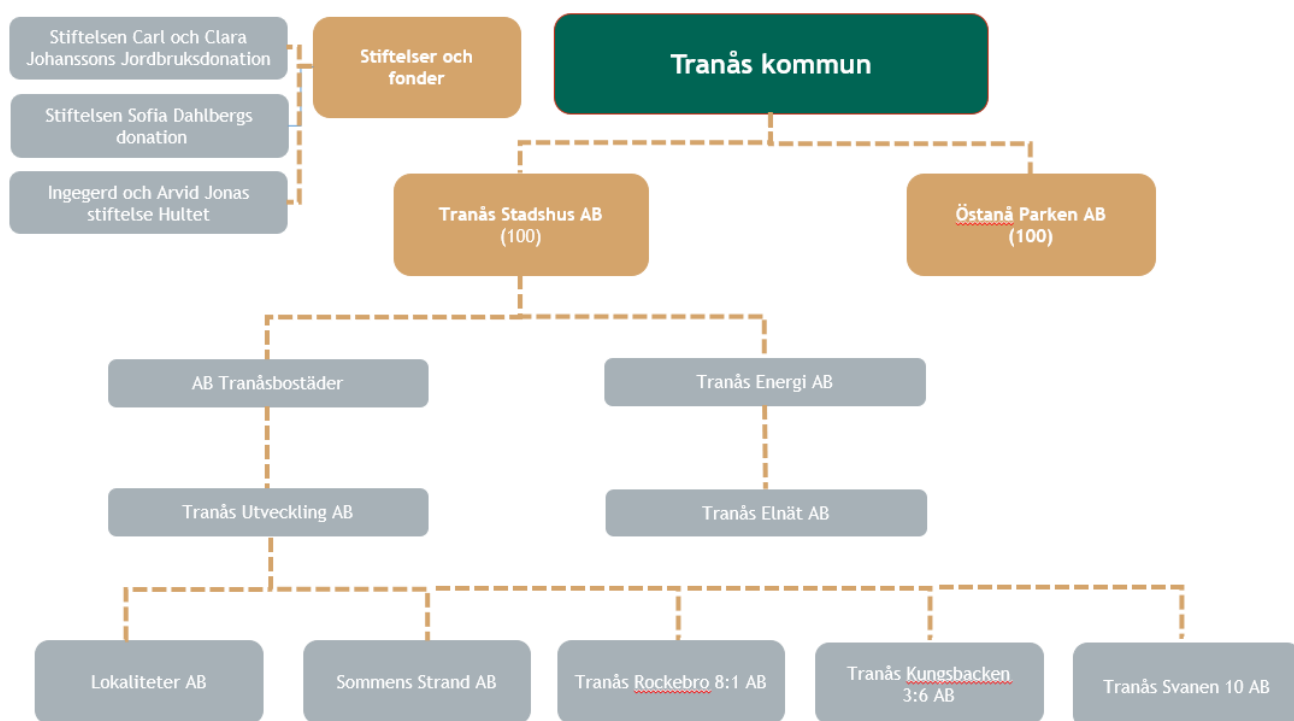 Stiftelsen Carl och Clara
Johanssons Jordbruksdonation
Stiftelser och
fonder
Tranås kommun
Stiftelsen Sofia Dahlbergs
donation
Ingegerd och Arvid Jonas
stiftelse Hultet
Tranås Stadshus AB
(100)
Östanå Parken AB
(100)
AB Tranåsbostäder
Tranås Energi AB
Tranås Utveckling AB
Tranås Elnät AB
Lokaliteter AB
Sommens Strand AB
Tranås Rockebro 8:1 AB
Tranås Kungsbacken
3:6 AB
Tranås Svanen 10 AB